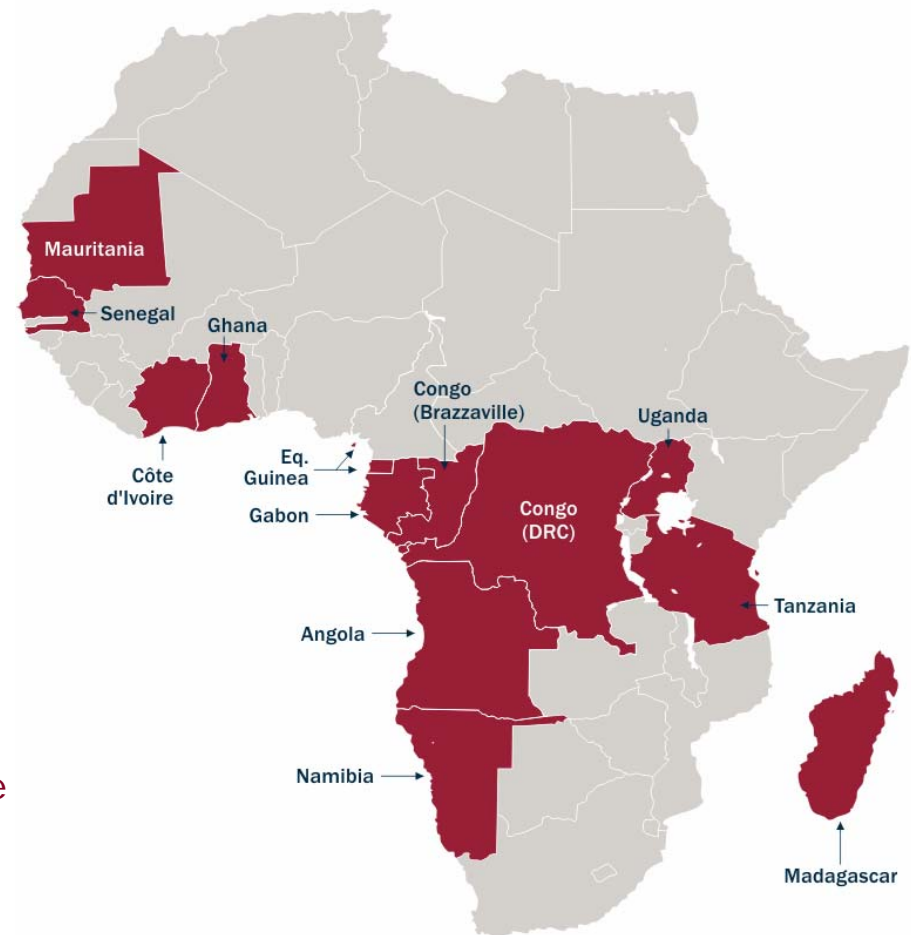 Mauritania
Senegal
Ghana
Côte
d'Ivoire
Congo
(Brazzaville)
Eq.
Guinea
Gabon
Uganda
Congo
(DRC)
Tanzania
Angola
Namibia
Madagascar
e